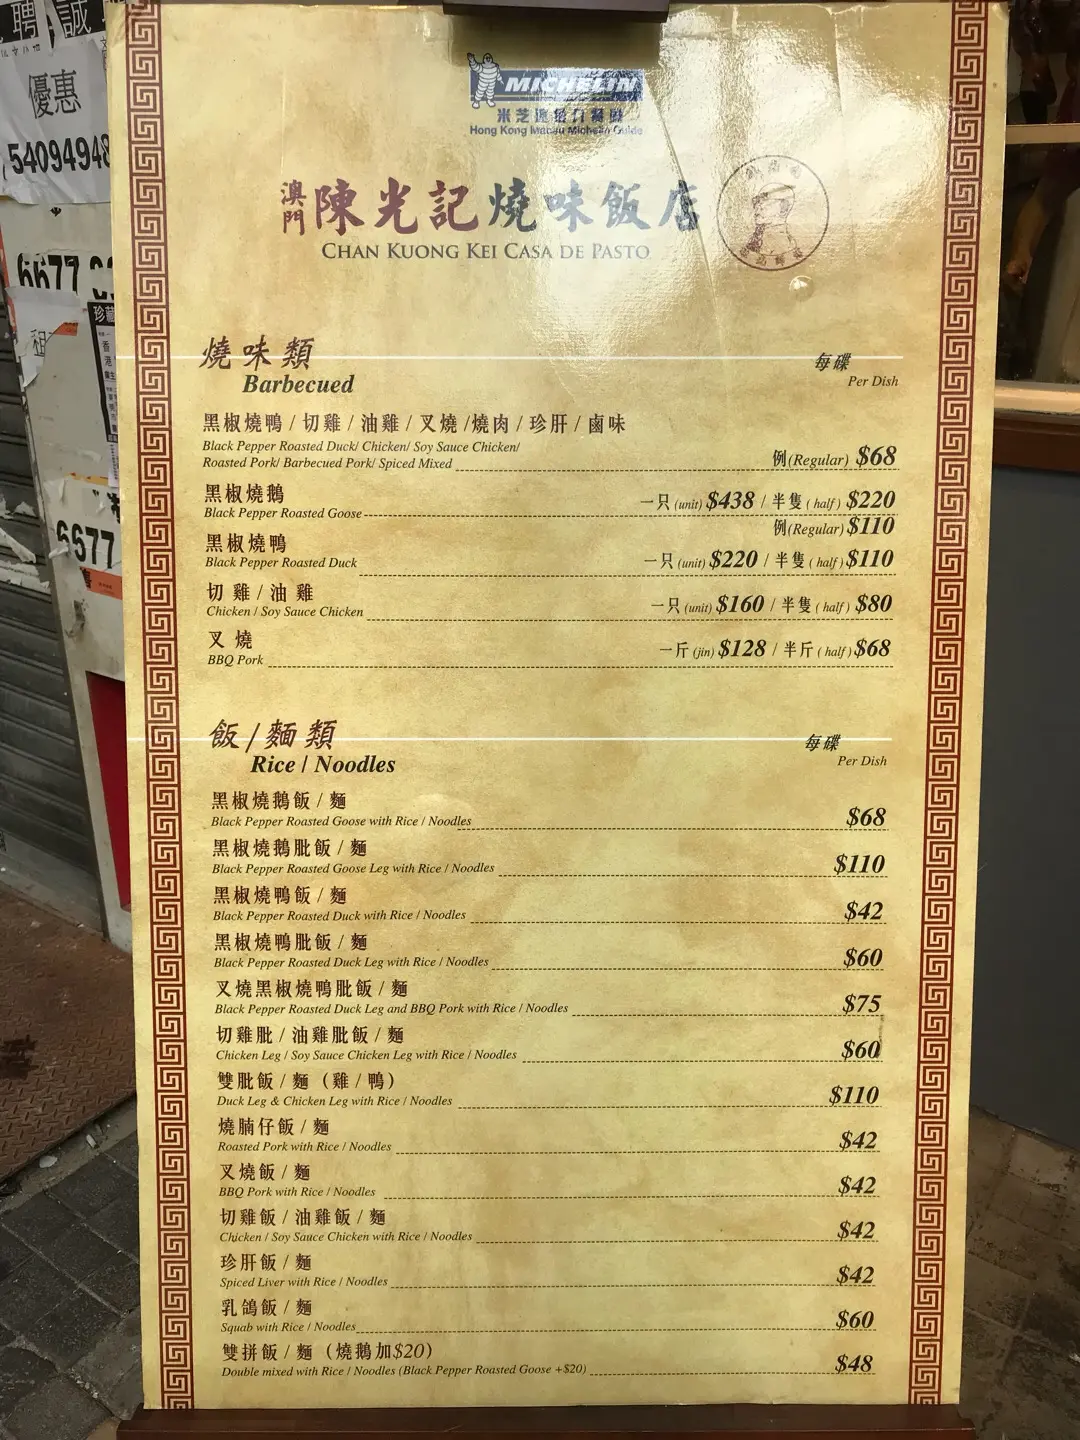 聘
誠
優惠
54094948
6677
租
6677
MICHELIN
Hong Kong Macau Michelin Guide
澳門 陳光記燒味飯店
CHAN KUONG KEI CASA DE PASTO
燒味類 每碟
Barbecued Per Dish
黑椒燒鴨 / 切雞 / 油雞 / 叉燒 /燒肉 / 珍肝 / 鹵味
Black Pepper Roasted Duck/ Chicken/ Soy Sauce Chicken/
Roasted Pork/ Barbecued Pork/ Spiced Mixed 例(Regular) $68
黑椒燒鵝 一只(unit) $438 / 半隻 ( half ) $220
Black Pepper Roasted Goose 例(Regular) $110
黑椒燒鴨
Black Pepper Roasted Duck 一只(unit) $220 / 半隻 ( half ) $110
切 雞 / 油 雞
Chicken / Soy Sauce Chicken 一只(unit) $160 / 半隻 ( half ) $80
叉 燒
BBQ Pork 一斤 (jin) $128 / 半斤 ( half ) $68
飯 / 麵 類 每碟
Rice / Noodles Per Dish
黑椒燒鵝飯 / 麵
Black Pepper Roasted Goose with Rice / Noodles $68
黑椒燒鵝肶飯 / 麵
Black Pepper Roasted Goose Leg with Rice / Noodles $110
黑椒燒鴨飯 / 麵
Black Pepper Roasted Duck with Rice / Noodles $42
黑椒燒鴨肶飯 / 麵
Black Pepper Roasted Duck Leg with Rice / Noodles $60
叉燒黑椒燒鴨肶飯 / 麵
Black Pepper Roasted Duck Leg and BBQ Pork with Rice / Noodles $75
切雞肶 / 油雞肶飯 / 麵
Chicken Leg / Soy Sauce Chicken Leg with Rice / Noodles $60
雙肶飯 / 麵 (雞 / 鴨)
Duck Leg & Chicken Leg with Rice / Noodles $110
燒腩仔飯 / 麵
Roasted Pork with Rice / Noodles $42
叉燒飯 / 麵
BBQ Pork with Rice / Noodles $42
切雞飯 / 油雞飯 / 麵
Chicken / Soy Sauce Chicken with Rice / Noodles $42
珍肝飯 / 麵
Spiced Liver with Rice / Noodles $42
乳鴿飯 / 麵
Squab with Rice / Noodles $60
雙拼飯 / 麵 (燒鵝加$20)
Double mixed with Rice / Noodles (Black Pepper Roasted Goose +$20) $48